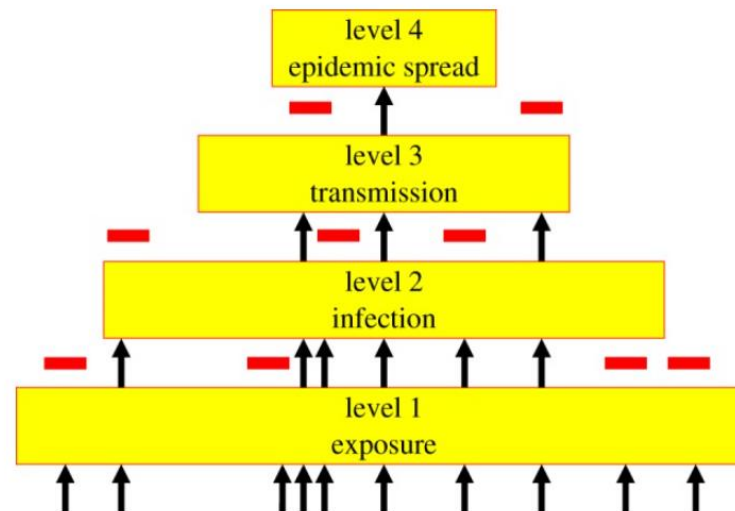 level 4
epidemic spread
level 3
transmission
level 2
infection
level 1
exposure